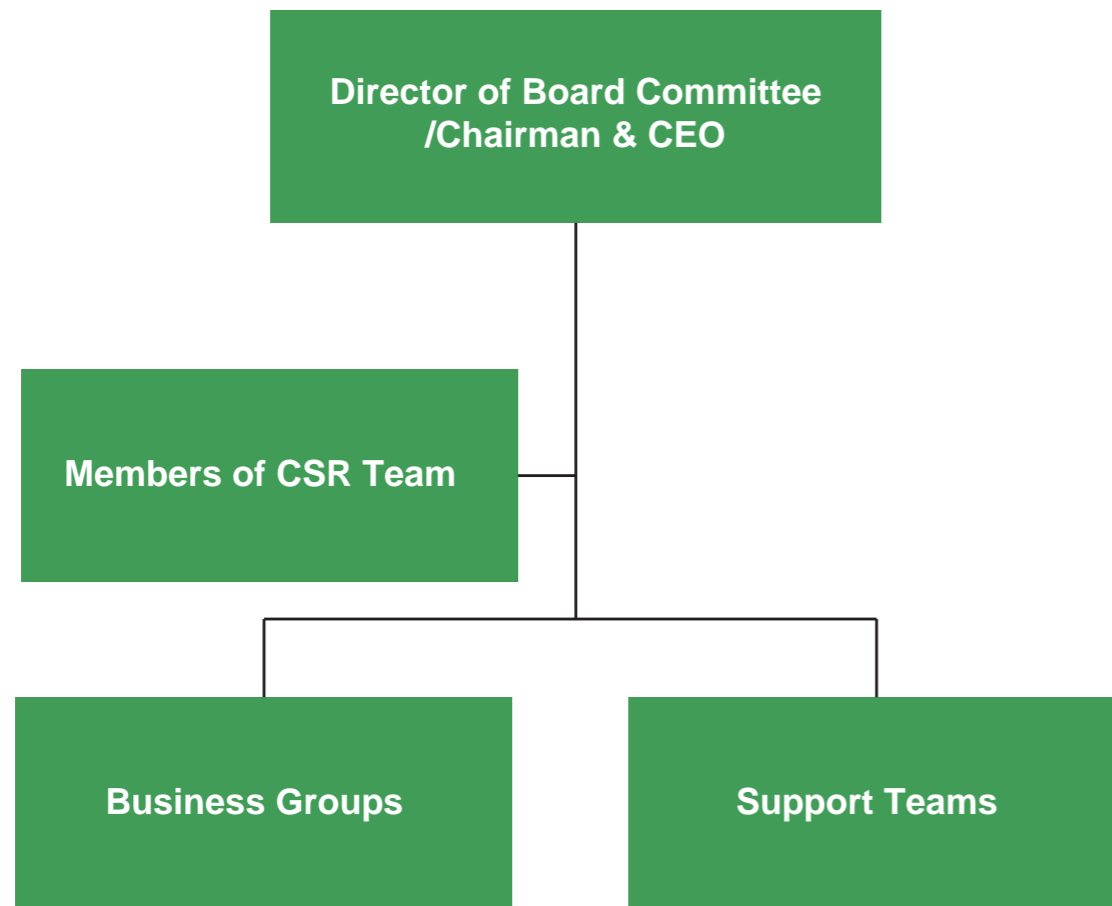 Director of Board Committee
/Chairman & CEO
Members of CSR Team
Business Groups
Support Teams